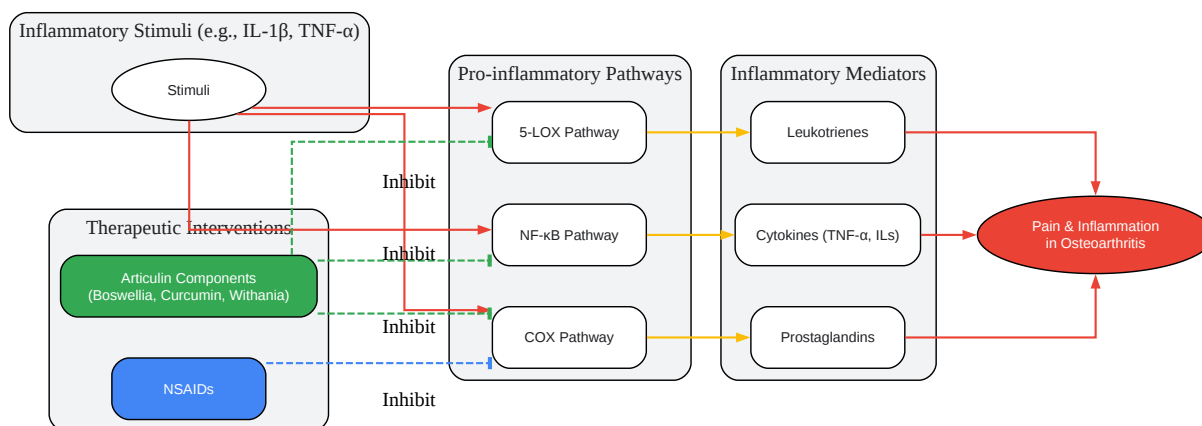 Inflammatory Stimuli (e.g., IL-1β, TNF-α)
Stimuli
Pro-inflammatory Pathways
5-LOX Pathway
NF-κB Pathway
COX Pathway
Inflammatory Mediators
Leukotrienes
Cytokines (TNF-α, ILs)
Prostaglandins
Pain & Inflammation
in Osteoarthritis
Inhibit
Inhibit
Inhibit
Inhibit
Therapeutic Interventions
Articulin Components
(Boswellia, Curcumin, Withania)
NSAIDs